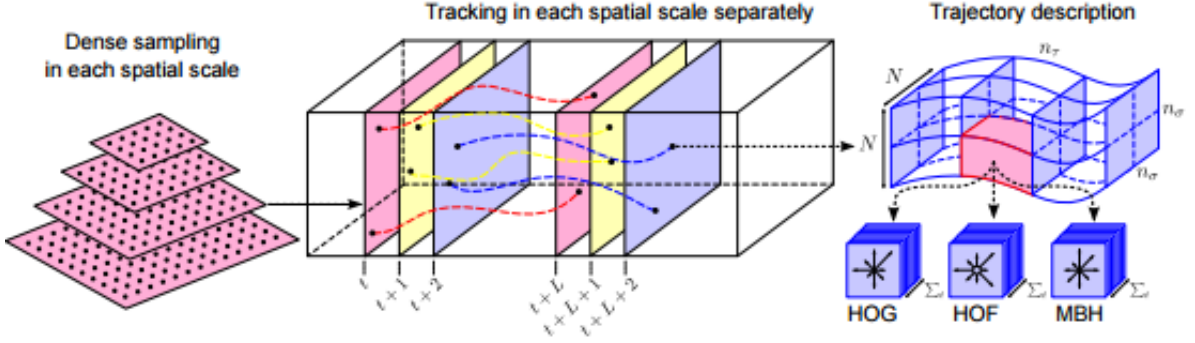 Dense sampling
in each spatial scale
Tracking in each spatial scale separately
t
t + 1
t + 2
t + L
t + L + 1
t + L + 2
Trajectory description
N
N
n_τ
n_σ
n_σ
Σ_t
Σ_t
Σ_t
HOG
HOF
MBH